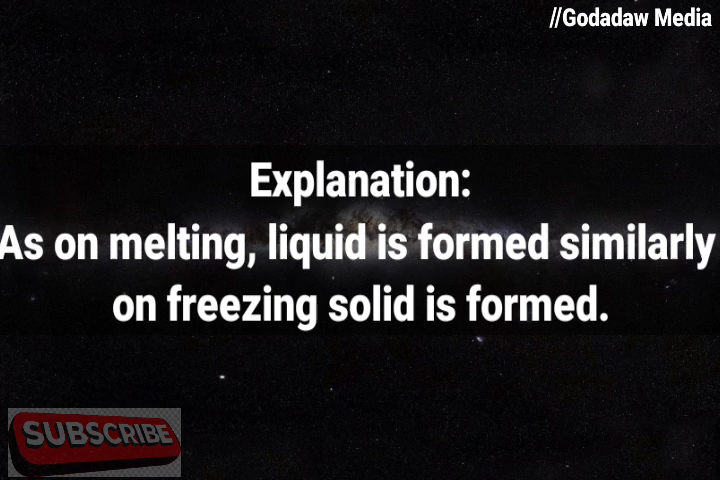 //Godadaw Media
Explanation:
As on melting, liquid is formed similarly
on freezing solid is formed.
SUBSCRIBE